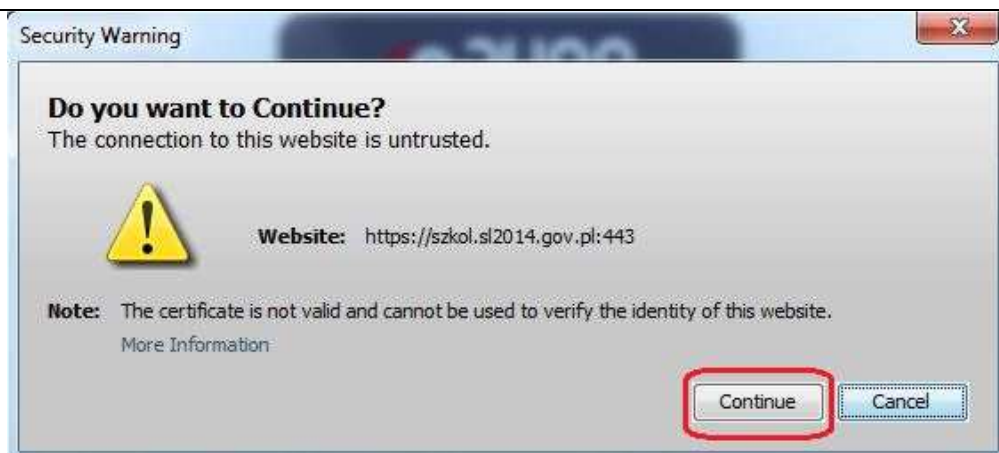 Security Warning
Do you want to Continue?
The connection to this website is untrusted.
Website: https://szkol.sl2014.gov.pl:443
Note: The certificate is not valid and cannot be used to verify the identity of this website.
More Information
Continue Cancel